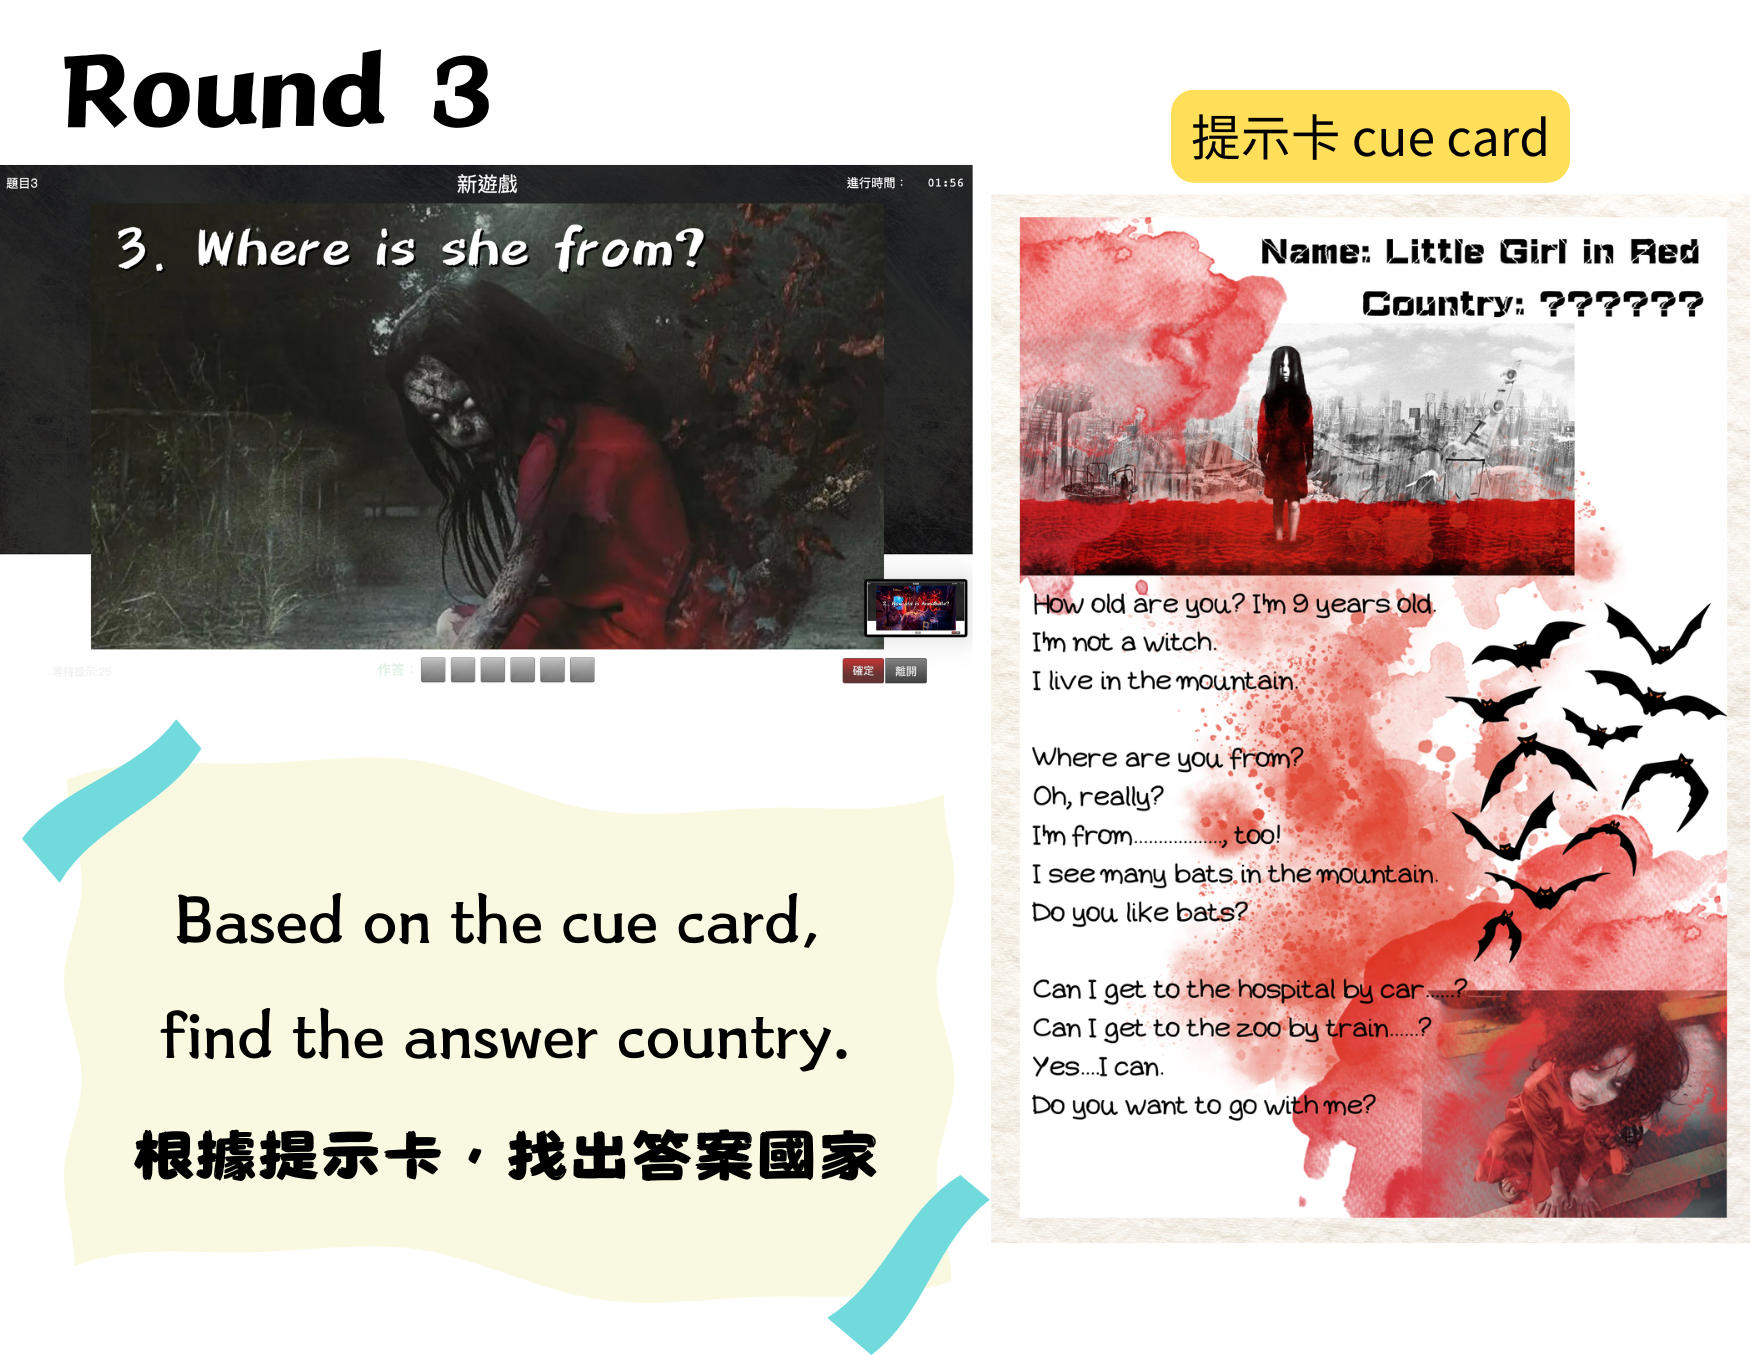 Round 3
題目3
新遊戲
進行時間： 01:56
3. Where is she from?
等待提示:25
作答：
確定
離開
Based on the cue card,
find the answer country.
根據提示卡，找出答案國家
提示卡 cue card
Name: Little Girl in Red
Country: ??????
How old are you? I'm 9 years old.
I'm not a witch.
I live in the mountain.
Where are you from?
Oh, really?
I'm from..................., too!
I see many bats in the mountain.
Do you like bats?
Can I get to the hospital by car......?
Can I get to the zoo by train......?
Yes....I can.
Do you want to go with me?